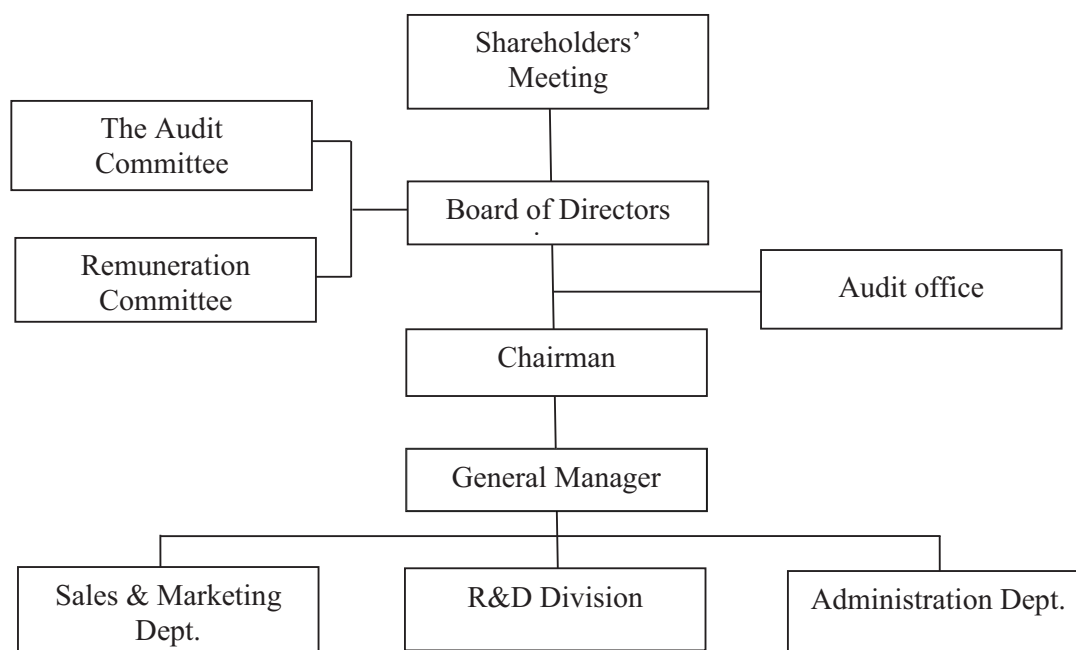 Shareholders’
Meeting
The Audit
Committee
Board of Directors
Remuneration
Committee
Audit office
Chairman
General Manager
Sales & Marketing
Dept.
R&D Division
Administration Dept.